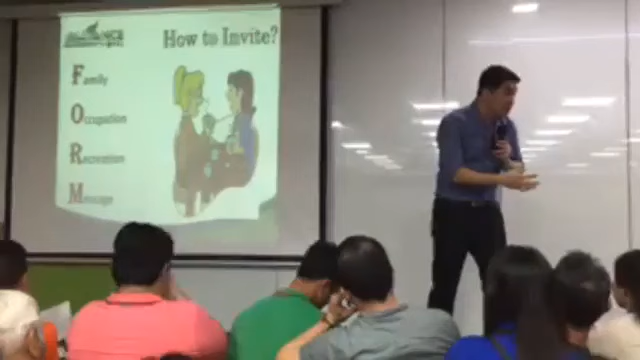 How to Invite?
Family
Occupation
Recreation
Message